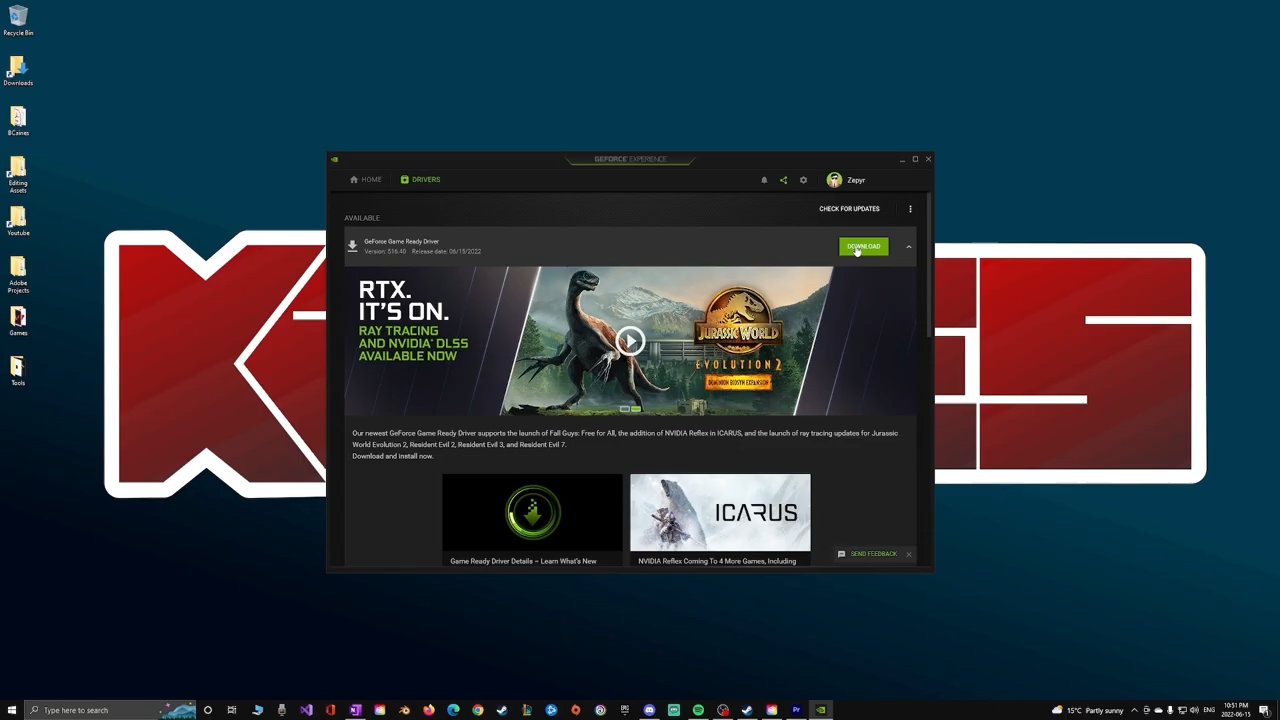 Recycle Bin
Downloads
BCaines
Editing
Assets
Youtube
Adobe
Projects
Games
Tools
GEFORCE EXPERIENCE
HOME
DRIVERS
Zepyr
CHECK FOR UPDATES
AVAILABLE
GeForce Game Ready Driver
Version: 516.40 Release date: 06/15/2022
DOWNLOAD
RTX.
IT'S ON.
RAY TRACING
AND NVIDIA DLSS
AVAILABLE NOW
JURASSIC WORLD
EVOLUTION 2
DOMINION BIOSYN EXPANSION
Our newest GeForce Game Ready Driver supports the launch of Fall Guys: Free for All, the addition of NVIDIA Reflex in ICARUS, and the launch of ray tracing updates for Jurassic
World Evolution 2, Resident Evil 2, Resident Evil 3, and Resident Evil 7.
Download and install now.
ICARUS
Game Ready Driver Details – Learn What's New
NVIDIA Reflex Coming To 4 More Games, Including
SEND FEEDBACK
Type here to search
15°C Partly sunny
ENG
10:51 PM
2022-06-15